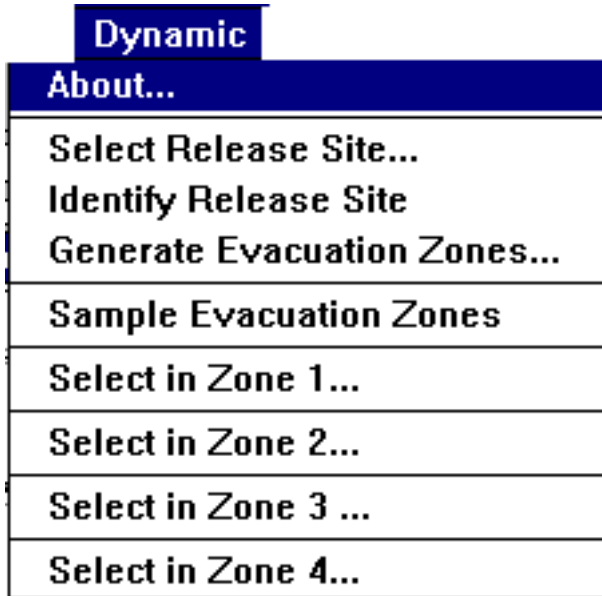 Dynamic
About...
Select Release Site...
Identify Release Site
Generate Evacuation Zones...
Sample Evacuation Zones
Select in Zone 1...
Select in Zone 2...
Select in Zone 3 ...
Select in Zone 4...